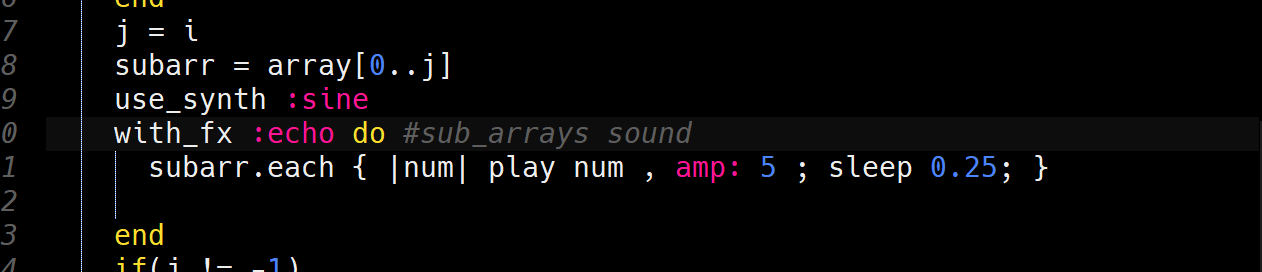 end
7 j = i
8 subarr = array[0..j]
9 use_synth :sine
0 with_fx :echo do #sub_arrays sound
1 subarr.each { |num| play num , amp: 5 ; sleep 0.25; }
2
3 end
4 if(j != -1)